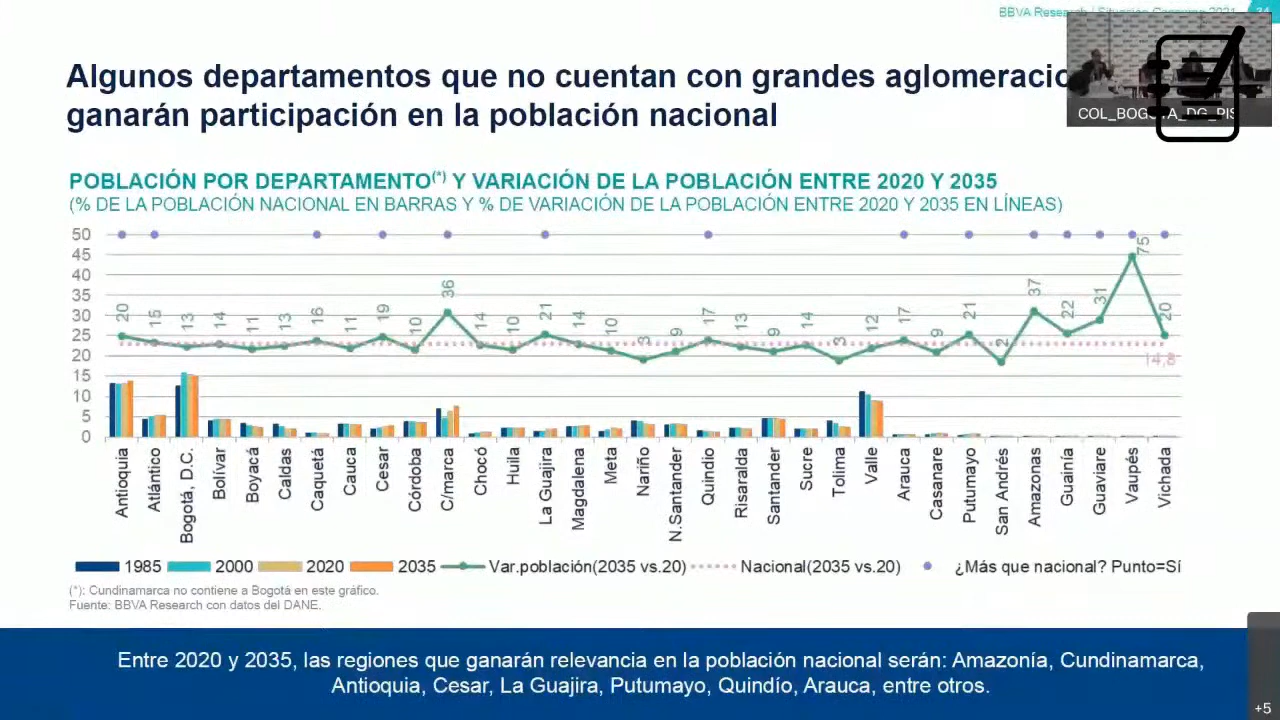 BBVA Research | Situación Consumo 2021 34
Algunos departamentos que no cuentan con grandes
ganarán participación en la población nacional
COL_BOGOTA_DG_PIS
POBLACIÓN POR DEPARTAMENTO(*) Y VARIACIÓN DE LA POBLACIÓN ENTRE 2020 Y 2035
(% DE LA POBLACIÓN NACIONAL EN BARRAS Y % DE VARIACIÓN DE LA POBLACIÓN ENTRE 2020 Y 2035 EN LÍNEAS)
50
45
40
35
30
25
20
15
10
5
0
20 15 13 14 11 13 16 11 19 10 36 14 10 21 14 10 3 9 17 13 9 14 3 12 17 9 21 2 37 22 31 75 20
14,8
Antioquia Atlántico Bogotá, D.C. Bolívar Boyacá Caldas Caquetá Cauca Cesar Córdoba C/marca Chocó Huila La Guajira Magdalena Meta Nariño N.Santander Quindio Risaralda Santander Sucre Tolima Valle Arauca Casanare Putumayo San Andrés Amazonas Guainía Guaviare Vaupés Vichada
1985 2000 2020 2035 Var.población(2035 vs.20) Nacional(2035 vs.20) ¿Más que nacional? Punto=Sí
(*): Cundinamarca no contiene a Bogotá en este gráfico.
Fuente: BBVA Research con datos del DANE.
Entre 2020 y 2035, las regiones que ganarán relevancia en la población nacional serán: Amazonía, Cundinamarca,
Antioquia, Cesar, La Guajira, Putumayo, Quindío, Arauca, entre otros.
+5